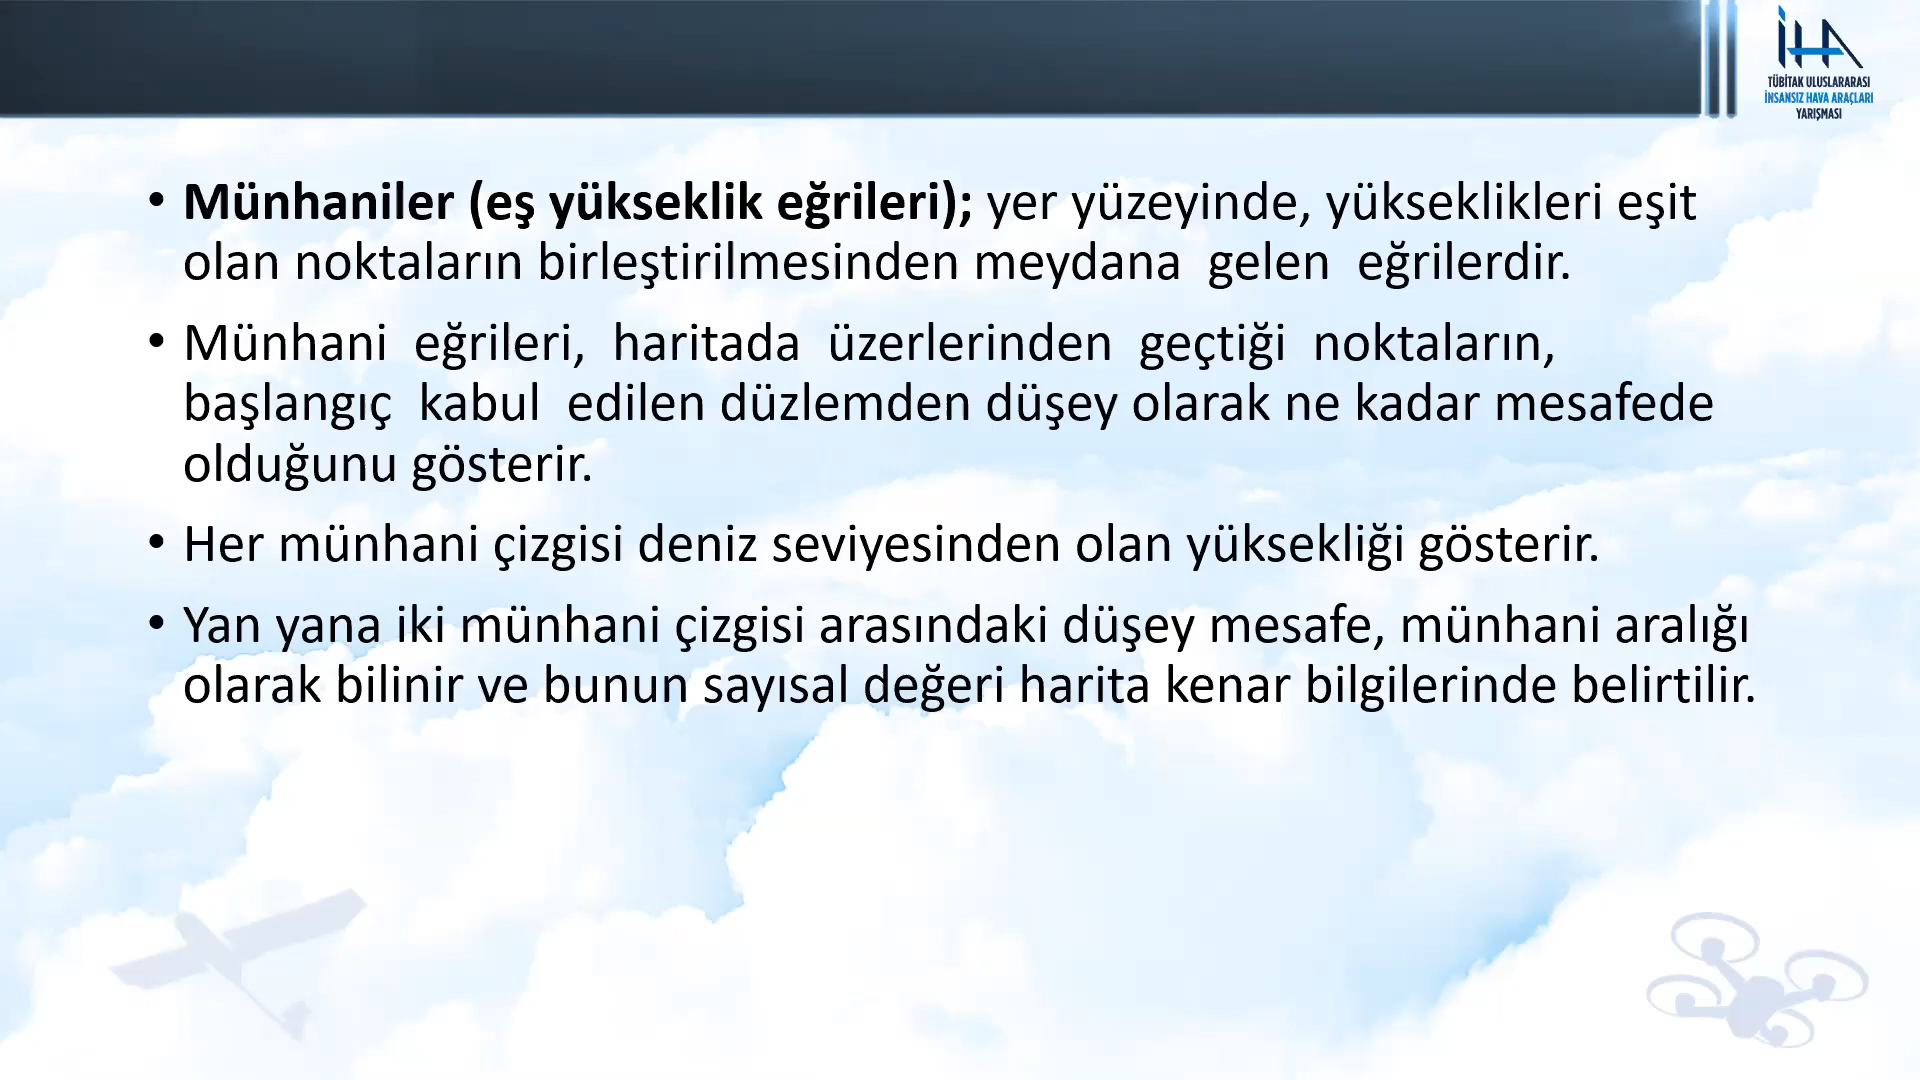 İHA
TÜBİTAK ULUSLARARASI
İNSANSIZ HAVA ARAÇLARI
YARIŞMASI
• Münhaniler (eş yükseklik eğrileri); yer yüzeyinde, yükseklikleri eşit
olan noktaların birleştirilmesinden meydana gelen eğrilerdir.
• Münhani eğrileri, haritada üzerlerinden geçtiği noktaların,
başlangıç kabul edilen düzlemden düşey olarak ne kadar mesafede
olduğunu gösterir.
• Her münhani çizgisi deniz seviyesinden olan yüksekliği gösterir.
• Yan yana iki münhani çizgisi arasındaki düşey mesafe, münhani aralığı
olarak bilinir ve bunun sayısal değeri harita kenar bilgilerinde belirtilir.